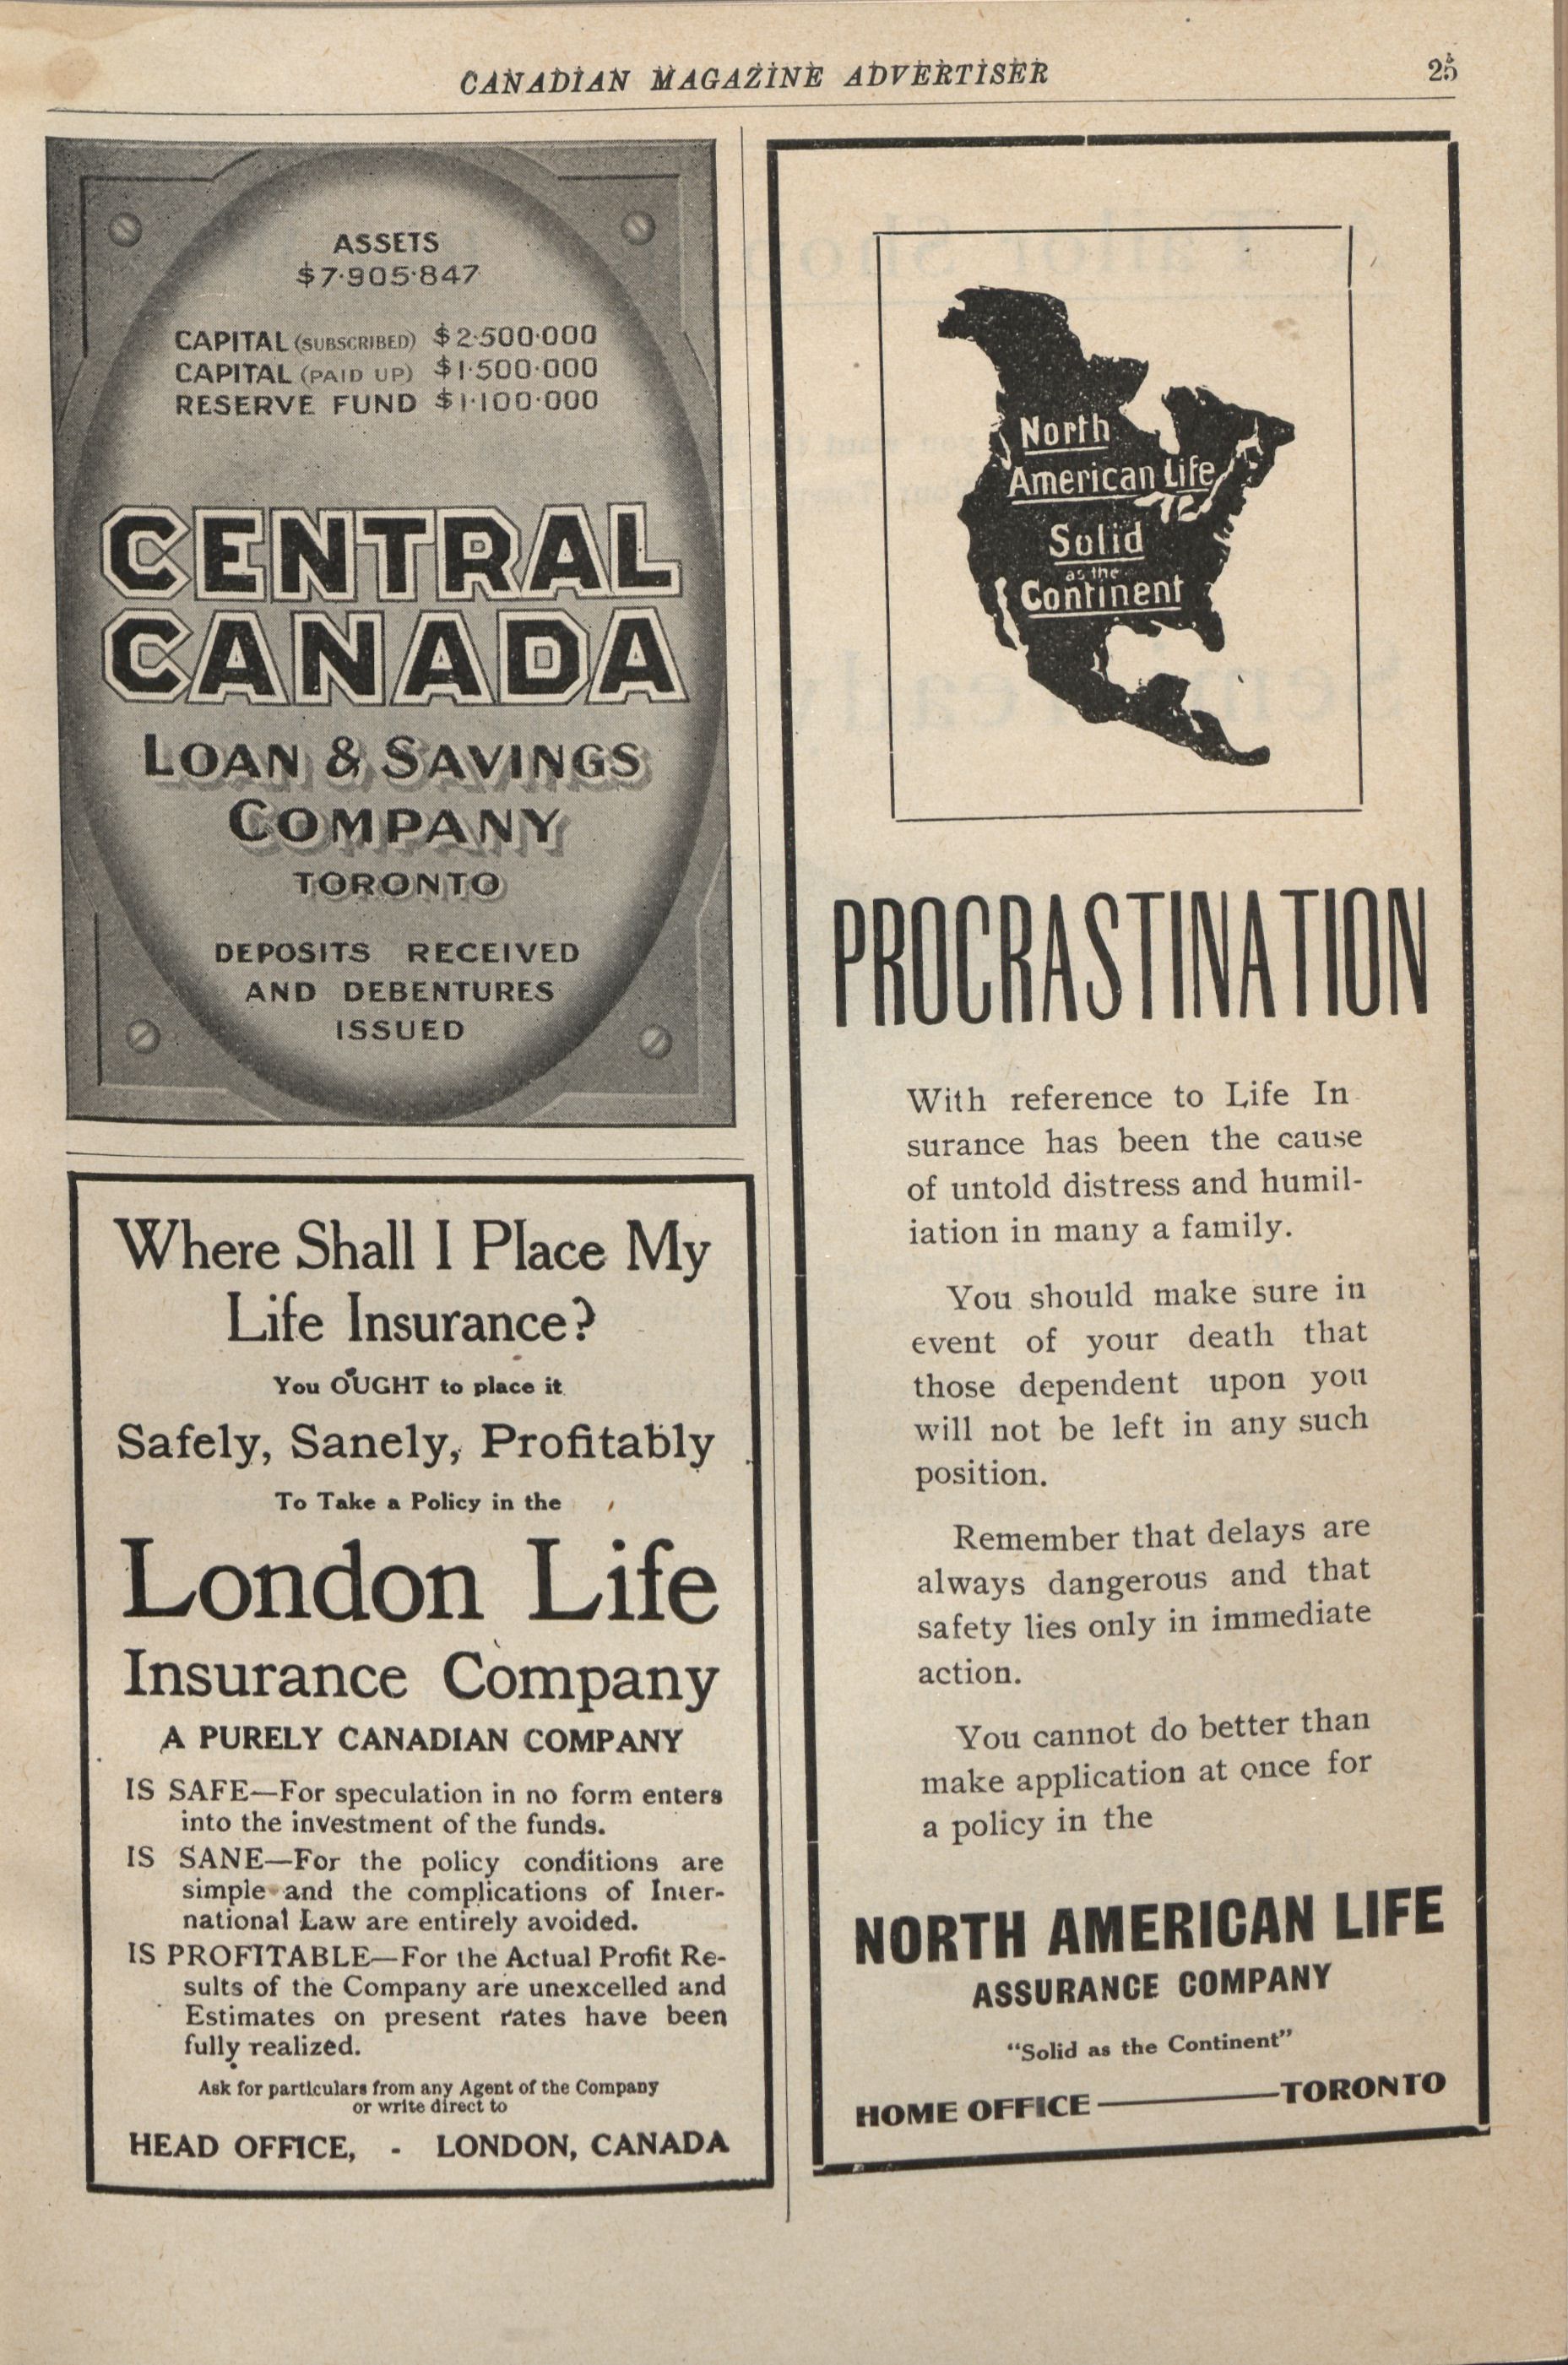 CANADIAN MAGAZINE ADVERTISER 25
ASSETS
$7·905·847
CAPITAL (SUBSCRIBED) $2·500·000
CAPITAL (PAID UP) $1·500·000
RESERVE FUND $1·100·000
CENTRAL
CANADA
LOAN & SAVINGS
COMPANY
TORONTO
DEPOSITS RECEIVED
AND DEBENTURES
ISSUED
Where Shall I Place My
Life Insurance?
You OUGHT to place it
Safely, Sanely, Profitably
To Take a Policy in the
London Life
Insurance Company
A PURELY CANADIAN COMPANY
IS SAFE—For speculation in no form enters
into the investment of the funds.
IS SANE—For the policy conditions are
simple and the complications of Inter-
national Law are entirely avoided.
IS PROFITABLE—For the Actual Profit Re-
sults of the Company are unexcelled and
Estimates on present rates have been
fully realized.
Ask for particulars from any Agent of the Company
or write direct to
HEAD OFFICE, - LONDON, CANADA
North
American Life
Solid
as the
Continent
PROCRASTINATION
With reference to Life In
surance has been the cause
of untold distress and humil-
iation in many a family.
You should make sure in
event of your death that
those dependent upon you
will not be left in any such
position.
Remember that delays are
always dangerous and that
safety lies only in immediate
action.
You cannot do better than
make application at once for
a policy in the
NORTH AMERICAN LIFE
ASSURANCE COMPANY
"Solid as the Continent"
HOME OFFICE ———— TORONTO